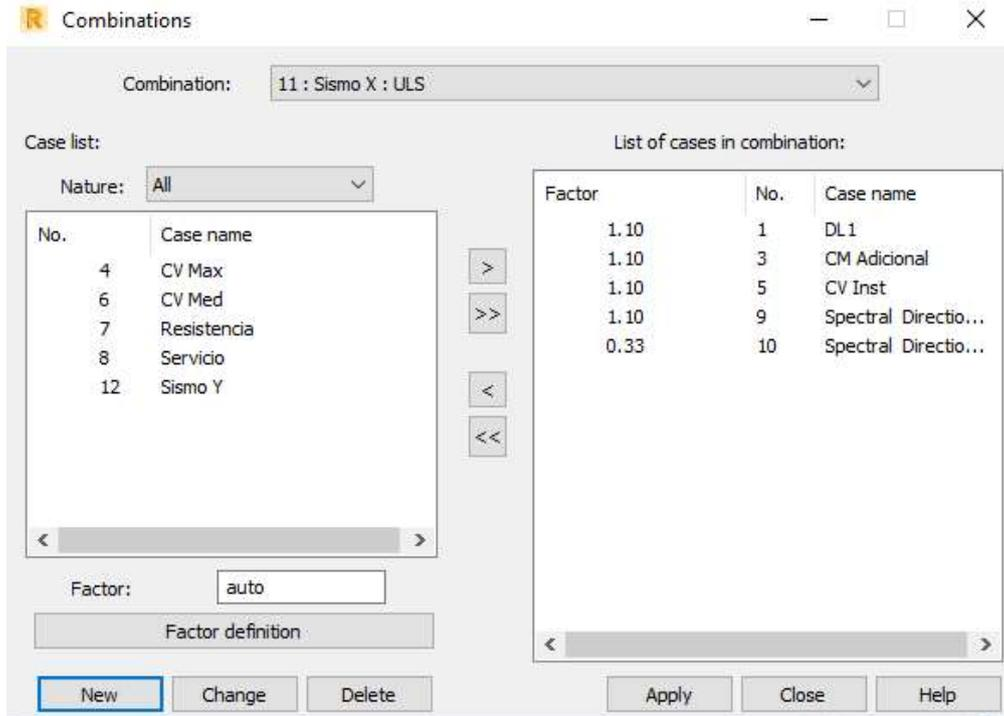 R Combinations
Combination: 11 : Sismo X : ULS
Case list:
Nature: All
No. Case name
4 CV Max
6 CV Med
7 Resistencia
8 Servicio
12 Sismo Y
Factor: auto
Factor definition
New Change Delete
>
>>
<
<<
List of cases in combination:
Factor No. Case name
1.10 1 DL1
1.10 3 CM Adicional
1.10 5 CV Inst
1.10 9 Spectral Directio...
0.33 10 Spectral Directio...
Apply Close Help